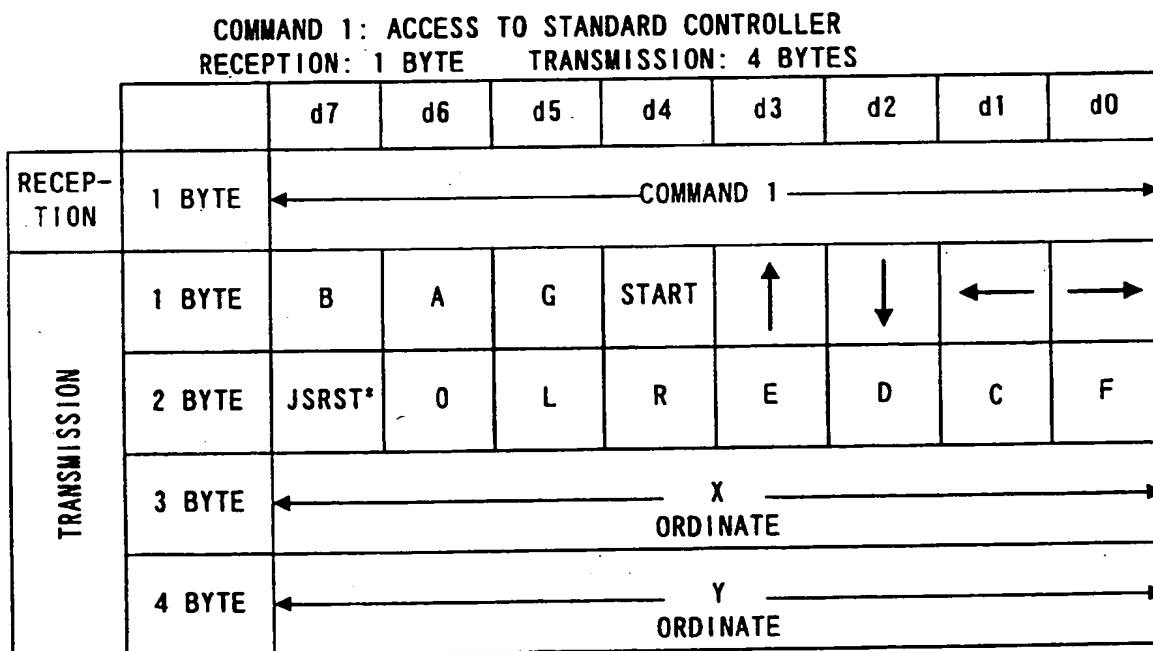 COMMAND 1: ACCESS TO STANDARD CONTROLLER
RECEPTION: 1 BYTE TRANSMISSION: 4 BYTES
d7 d6 d5 d4 d3 d2 d1 d0
RECEP-
TION
1 BYTE COMMAND 1
TRANSMISSION
1 BYTE B A G START ↑ ↓ ← →
2 BYTE JSRST* 0 L R E D C F
3 BYTE X
ORDINATE
4 BYTE Y
ORDINATE